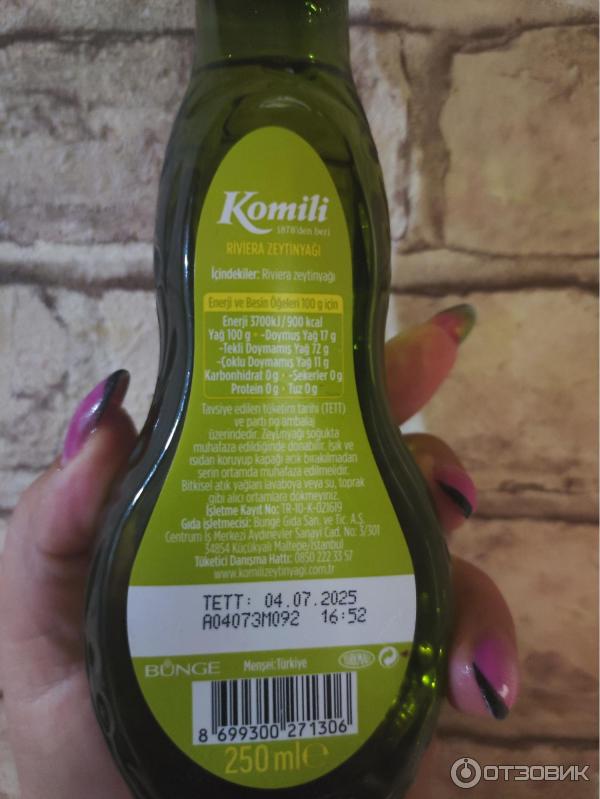 Komili
1878'den beri
RİVİERA ZEYTİNYAĞI
İçindekiler: Riviera zeytinyağı
Enerji ve Besin Öğeleri 100 g için
Enerji 3700kJ/900 kcal
Yağ 100 g • -Doymuş Yağ 17 g
-Tekli Doymamış Yağ 72 g
-Çoklu Doymamış Yağ 11 g
Karbonhidrat 0 g • -Şekerler 0 g
Protein 0 g • Tuz 0 g
Tavsiye edilen tüketim tarihi (TETT)
ve parti no ambalaj
üzerindedir. Zeytinyağı soğukta
muhafaza edildiğinde donabilir. Işık ve
ısıdan koruyup kapağı açık bırakılmadan
serin ortamda muhafaza edilmelidir.
Bitkisel atık yağları lavaboya veya su, toprak
gibi alıcı ortamlara dökmeyiniz.
İşletme Kayıt No: TR-10-K-021619
Gıda işletmecisi: Bunge Gıda San. ve Tic. A.Ş.
Centrum İş Merkezi Aydınevler Sanayi Cad. No: 3/301
34854 Küçükyalı Maltepe/İstanbul
Tüketici Danışma Hattı: 0850 222 33 57
www.komilizeytinyagi.com.tr
TETT: 04.07.2025
A04073M092 16:52
BUNGE Menşei:Türkiye
8 699300 271306
250 ml e
ОТЗОВИК